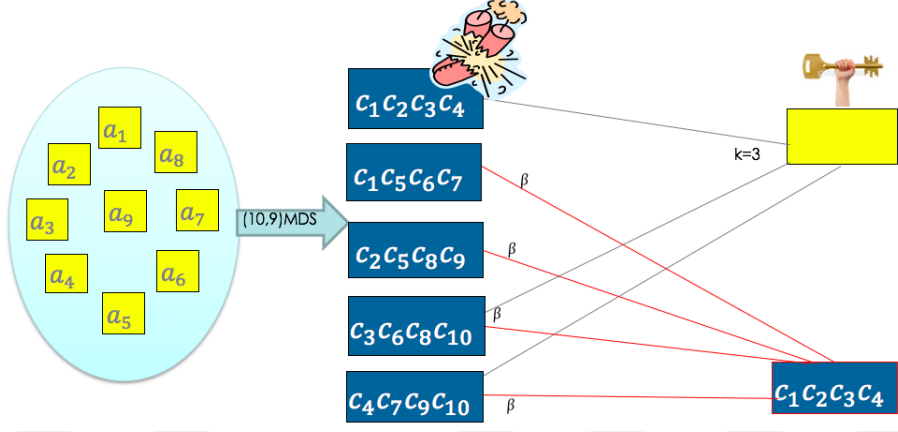 a₁
a₂
a₈
a₃
a₉
a₇
a₄
a₆
a₅
(10,9)MDS
c₁c₂c₃c₄
c₁c₅c₆c₇
c₂c₅c₈c₉
c₃c₆c₈c₁₀
c₄c₇c₉c₁₀
β
β
β
β
k=3
c₁c₂c₃c₄